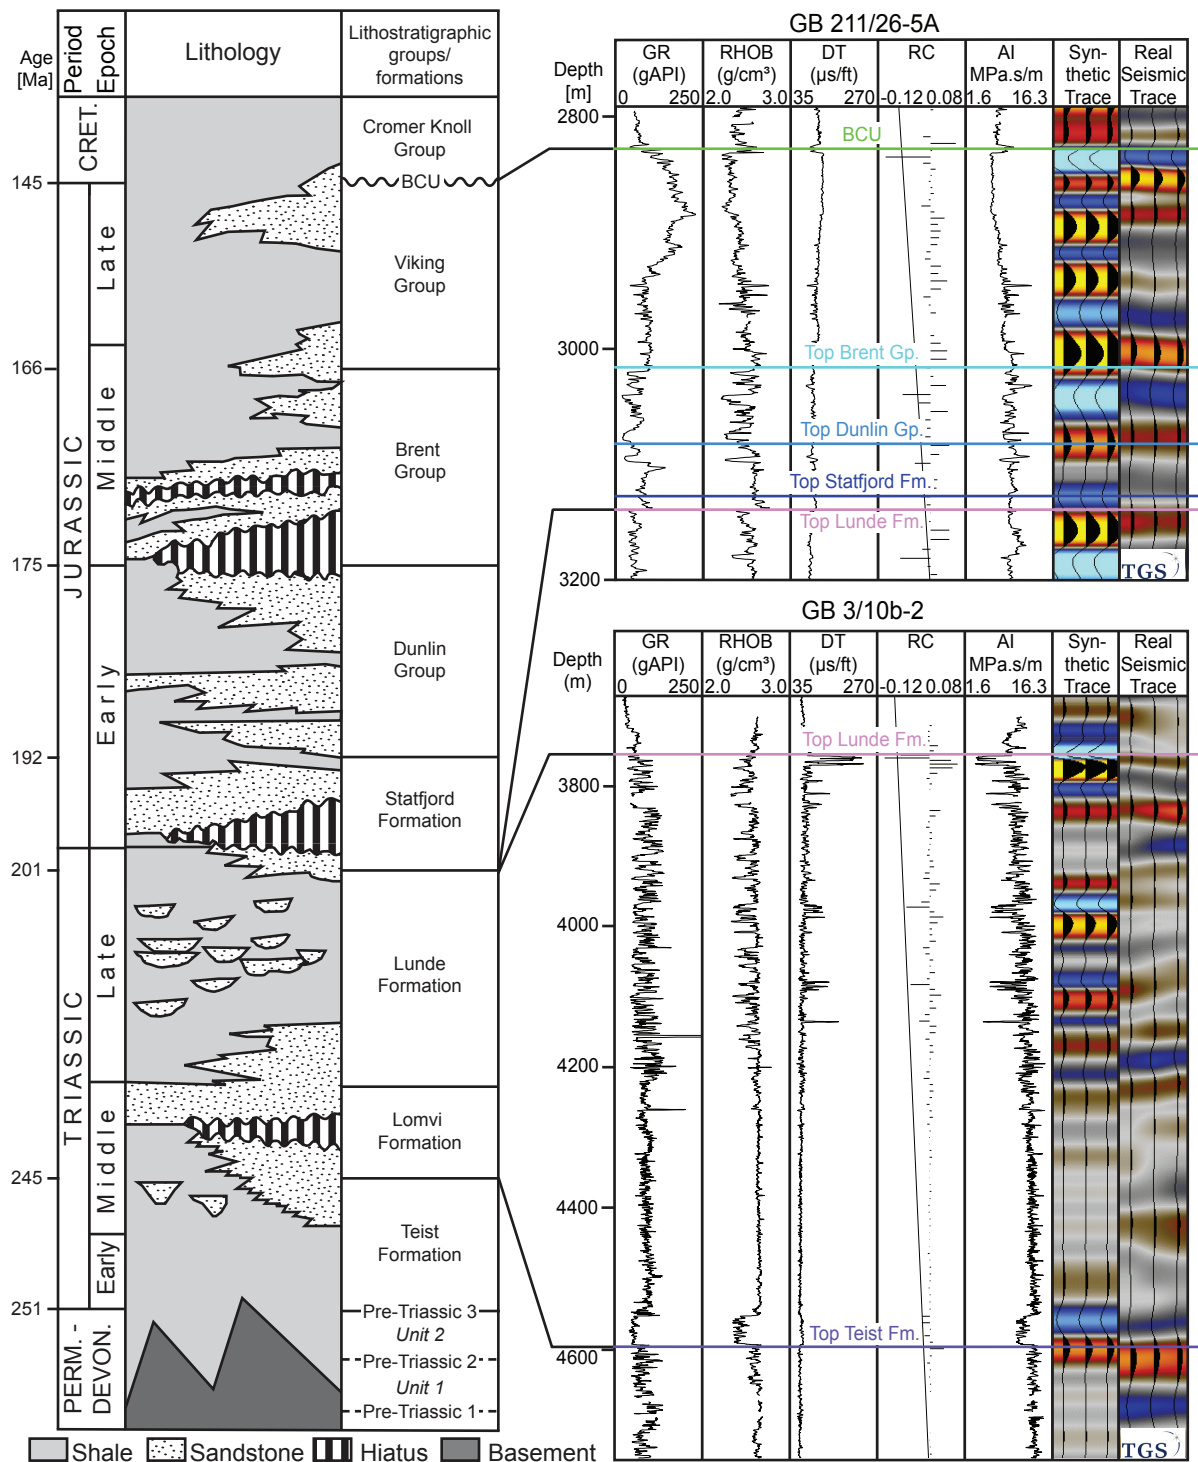 Age
[Ma]
Period
Epoch
Lithology
Lithostratigraphic
groups/
formations
CRET.
JURASSIC
TRIASSIC
PERM. -
DEVON.
Late
Middle
Early
Late
Middle
Early
145
166
175
192
201
245
251
Cromer Knoll
Group
BCU
Viking
Group
Brent
Group
Dunlin
Group
Statfjord
Formation
Lunde
Formation
Lomvi
Formation
Teist
Formation
Pre-Triassic 3
Unit 2
Pre-Triassic 2
Unit 1
Pre-Triassic 1
Shale
Sandstone
Hiatus
Basement
GB 211/26-5A
Depth
[m]
GR
(gAPI)
0 250
RHOB
(g/cm³)
2.0 3.0
DT
(µs/ft)
35 270
RC
-0.12 0.08
AI
MPa.s/m
1.6 16.3
Syn-
thetic
Trace
Real
Seismic
Trace
2800
BCU
3000
Top Brent Gp.
Top Dunlin Gp.
Top Statfjord Fm.
Top Lunde Fm.
3200
TGS
GB 3/10b-2
Depth
(m)
GR
(gAPI)
0 250
RHOB
(g/cm³)
2.0 3.0
DT
(µs/ft)
35 270
RC
-0.12 0.08
AI
MPa.s/m
1.6 16.3
Syn-
thetic
Trace
Real
Seismic
Trace
Top Lunde Fm.
3800
4000
4200
4400
Top Teist Fm.
4600
TGS